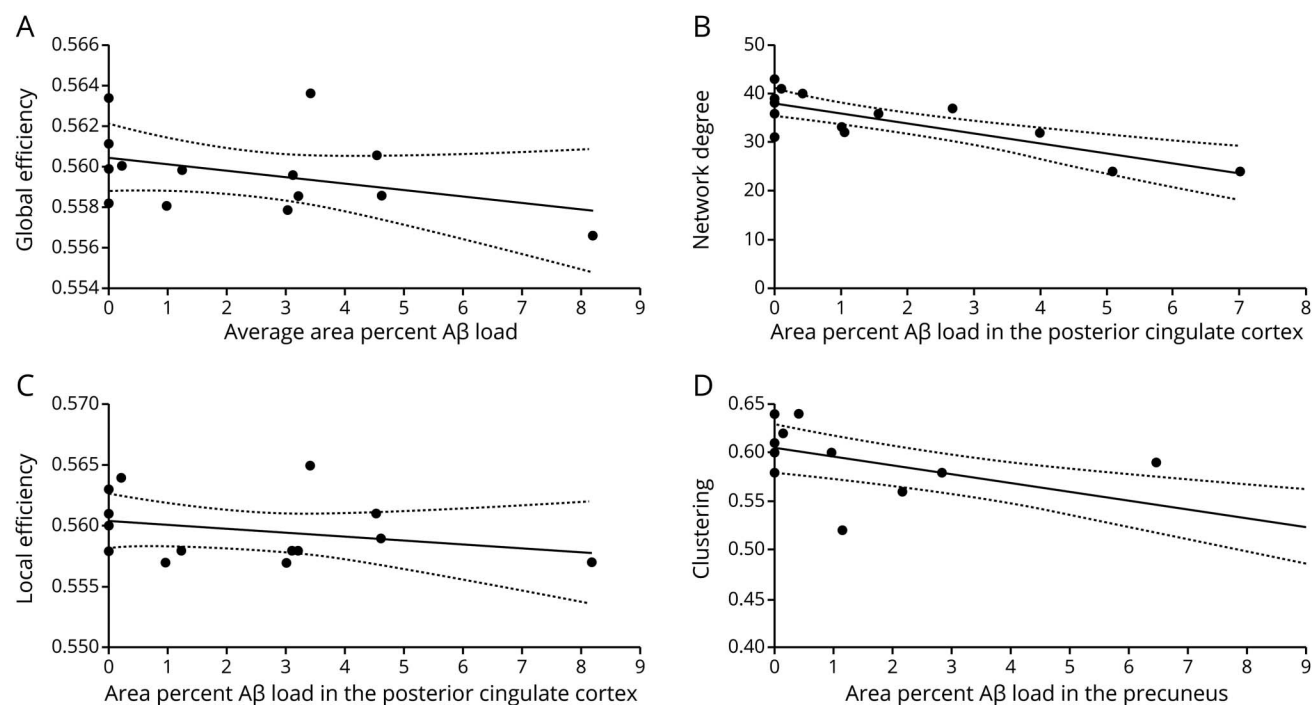 A
Global efficiency
0.566
0.564
0.562
0.560
0.558
0.556
0.554
0 1 2 3 4 5 6 7 8 9
Average area percent Aβ load
B
Network degree
50
40
30
20
10
0
0 1 2 3 4 5 6 7 8
Area percent Aβ load in the posterior cingulate cortex
C
Local efficiency
0.570
0.565
0.560
0.555
0.550
0 1 2 3 4 5 6 7 8 9
Area percent Aβ load in the posterior cingulate cortex
D
Clustering
0.65
0.60
0.55
0.50
0.45
0.40
0 1 2 3 4 5 6 7 8 9
Area percent Aβ load in the precuneus